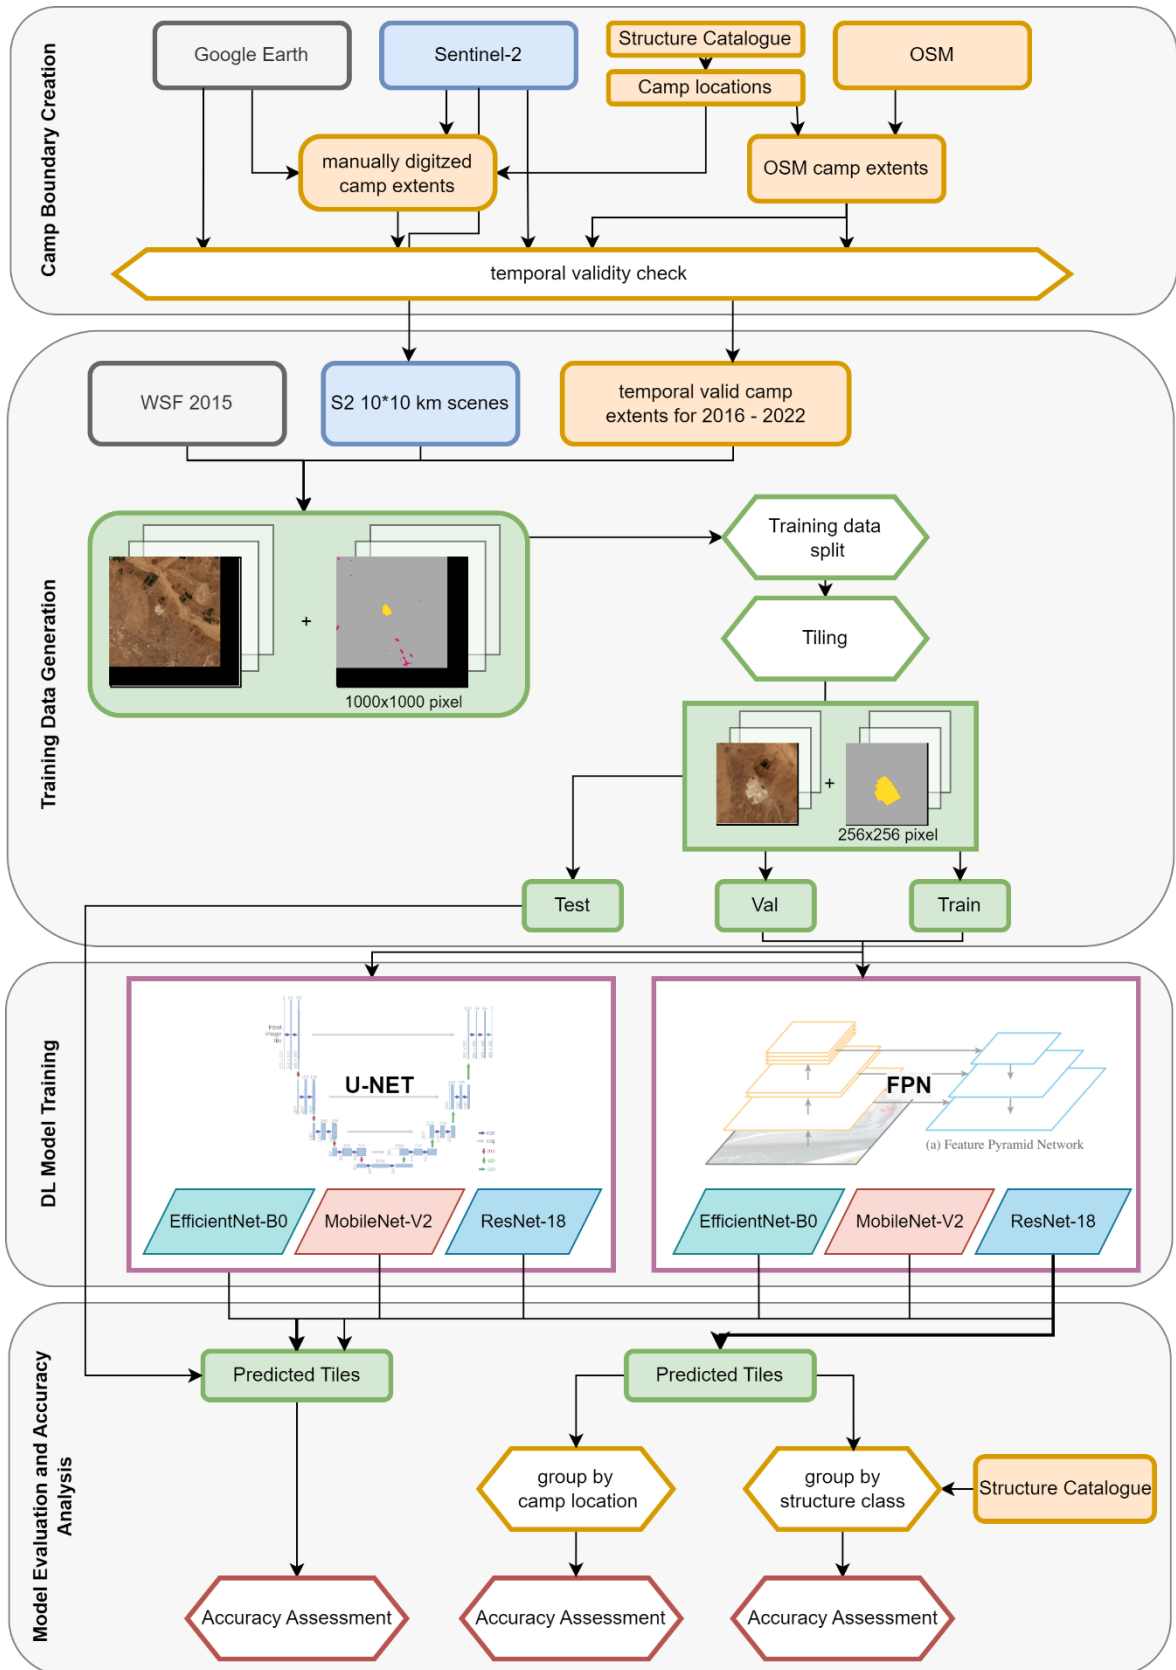 Camp Boundary Creation
Google Earth
Sentinel-2
Structure Catalogue
OSM
Camp locations
manually digitzed
camp extents
OSM camp extents
temporal validity check
Training Data Generation
WSF 2015
S2 10*10 km scenes
temporal valid camp
extents for 2016 - 2022
Training data
split
+
1000x1000 pixel
Tiling
+
256x256 pixel
Test
Val
Train
DL Model Training
input
image
tile
U-NET
FPN
(a) Feature Pyramid Network
EfficientNet-B0
MobileNet-V2
ResNet-18
EfficientNet-B0
MobileNet-V2
ResNet-18
Model Evaluation and Accuracy
Analysis
Predicted Tiles
Predicted Tiles
group by
camp location
group by
structure class
Structure Catalogue
Accuracy Assessment
Accuracy Assessment
Accuracy Assessment